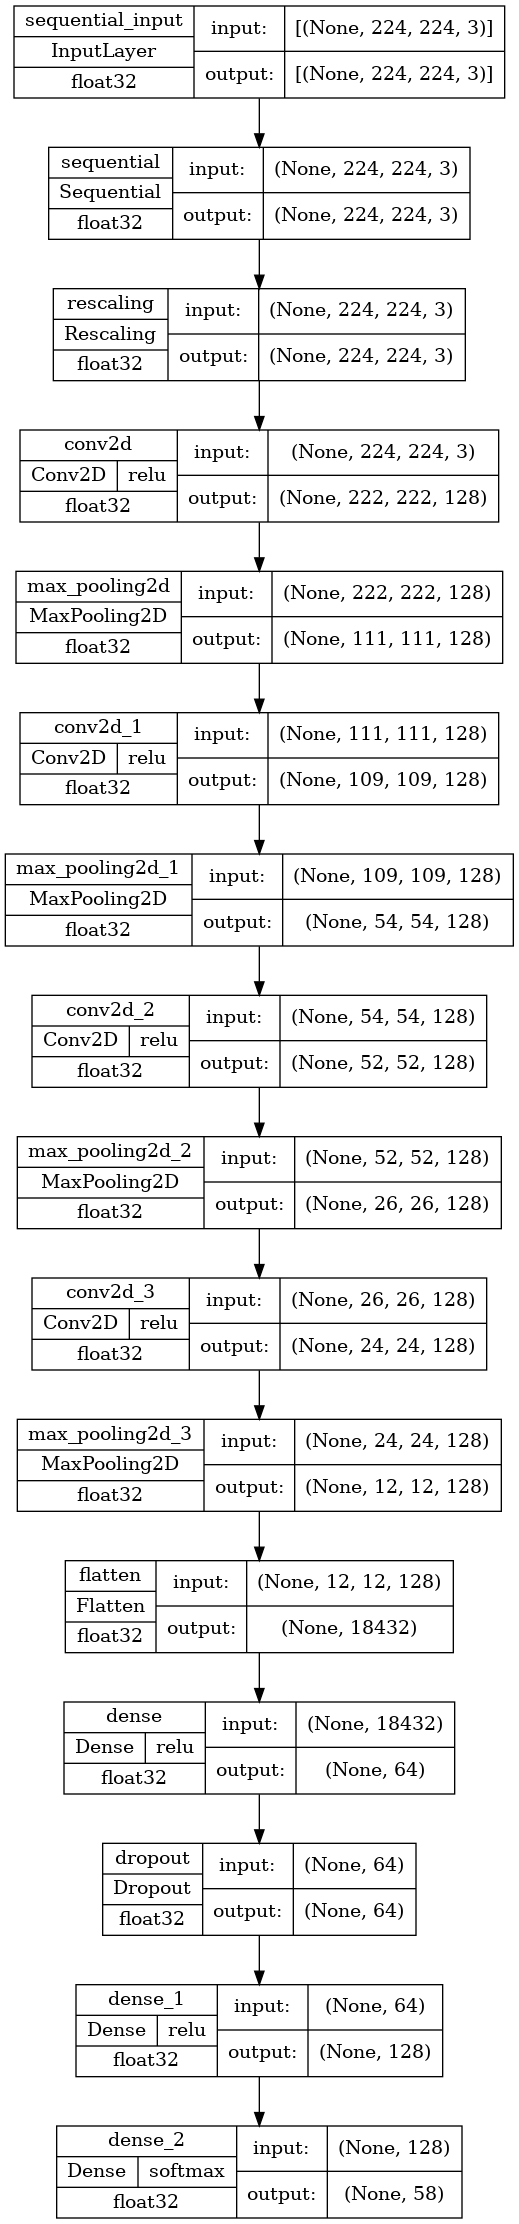 sequential_input
InputLayer
float32
input:
[(None, 224, 224, 3)]
output:
[(None, 224, 224, 3)]
sequential
Sequential
float32
input:
(None, 224, 224, 3)
output:
(None, 224, 224, 3)
rescaling
Rescaling
float32
input:
(None, 224, 224, 3)
output:
(None, 224, 224, 3)
conv2d
Conv2D
relu
float32
input:
(None, 224, 224, 3)
output:
(None, 222, 222, 128)
max_pooling2d
MaxPooling2D
float32
input:
(None, 222, 222, 128)
output:
(None, 111, 111, 128)
conv2d_1
Conv2D
relu
float32
input:
(None, 111, 111, 128)
output:
(None, 109, 109, 128)
max_pooling2d_1
MaxPooling2D
float32
input:
(None, 109, 109, 128)
output:
(None, 54, 54, 128)
conv2d_2
Conv2D
relu
float32
input:
(None, 54, 54, 128)
output:
(None, 52, 52, 128)
max_pooling2d_2
MaxPooling2D
float32
input:
(None, 52, 52, 128)
output:
(None, 26, 26, 128)
conv2d_3
Conv2D
relu
float32
input:
(None, 26, 26, 128)
output:
(None, 24, 24, 128)
max_pooling2d_3
MaxPooling2D
float32
input:
(None, 24, 24, 128)
output:
(None, 12, 12, 128)
flatten
Flatten
float32
input:
(None, 12, 12, 128)
output:
(None, 18432)
dense
Dense
relu
float32
input:
(None, 18432)
output:
(None, 64)
dropout
Dropout
float32
input:
(None, 64)
output:
(None, 64)
dense_1
Dense
relu
float32
input:
(None, 64)
output:
(None, 128)
dense_2
Dense
softmax
float32
input:
(None, 128)
output:
(None, 58)